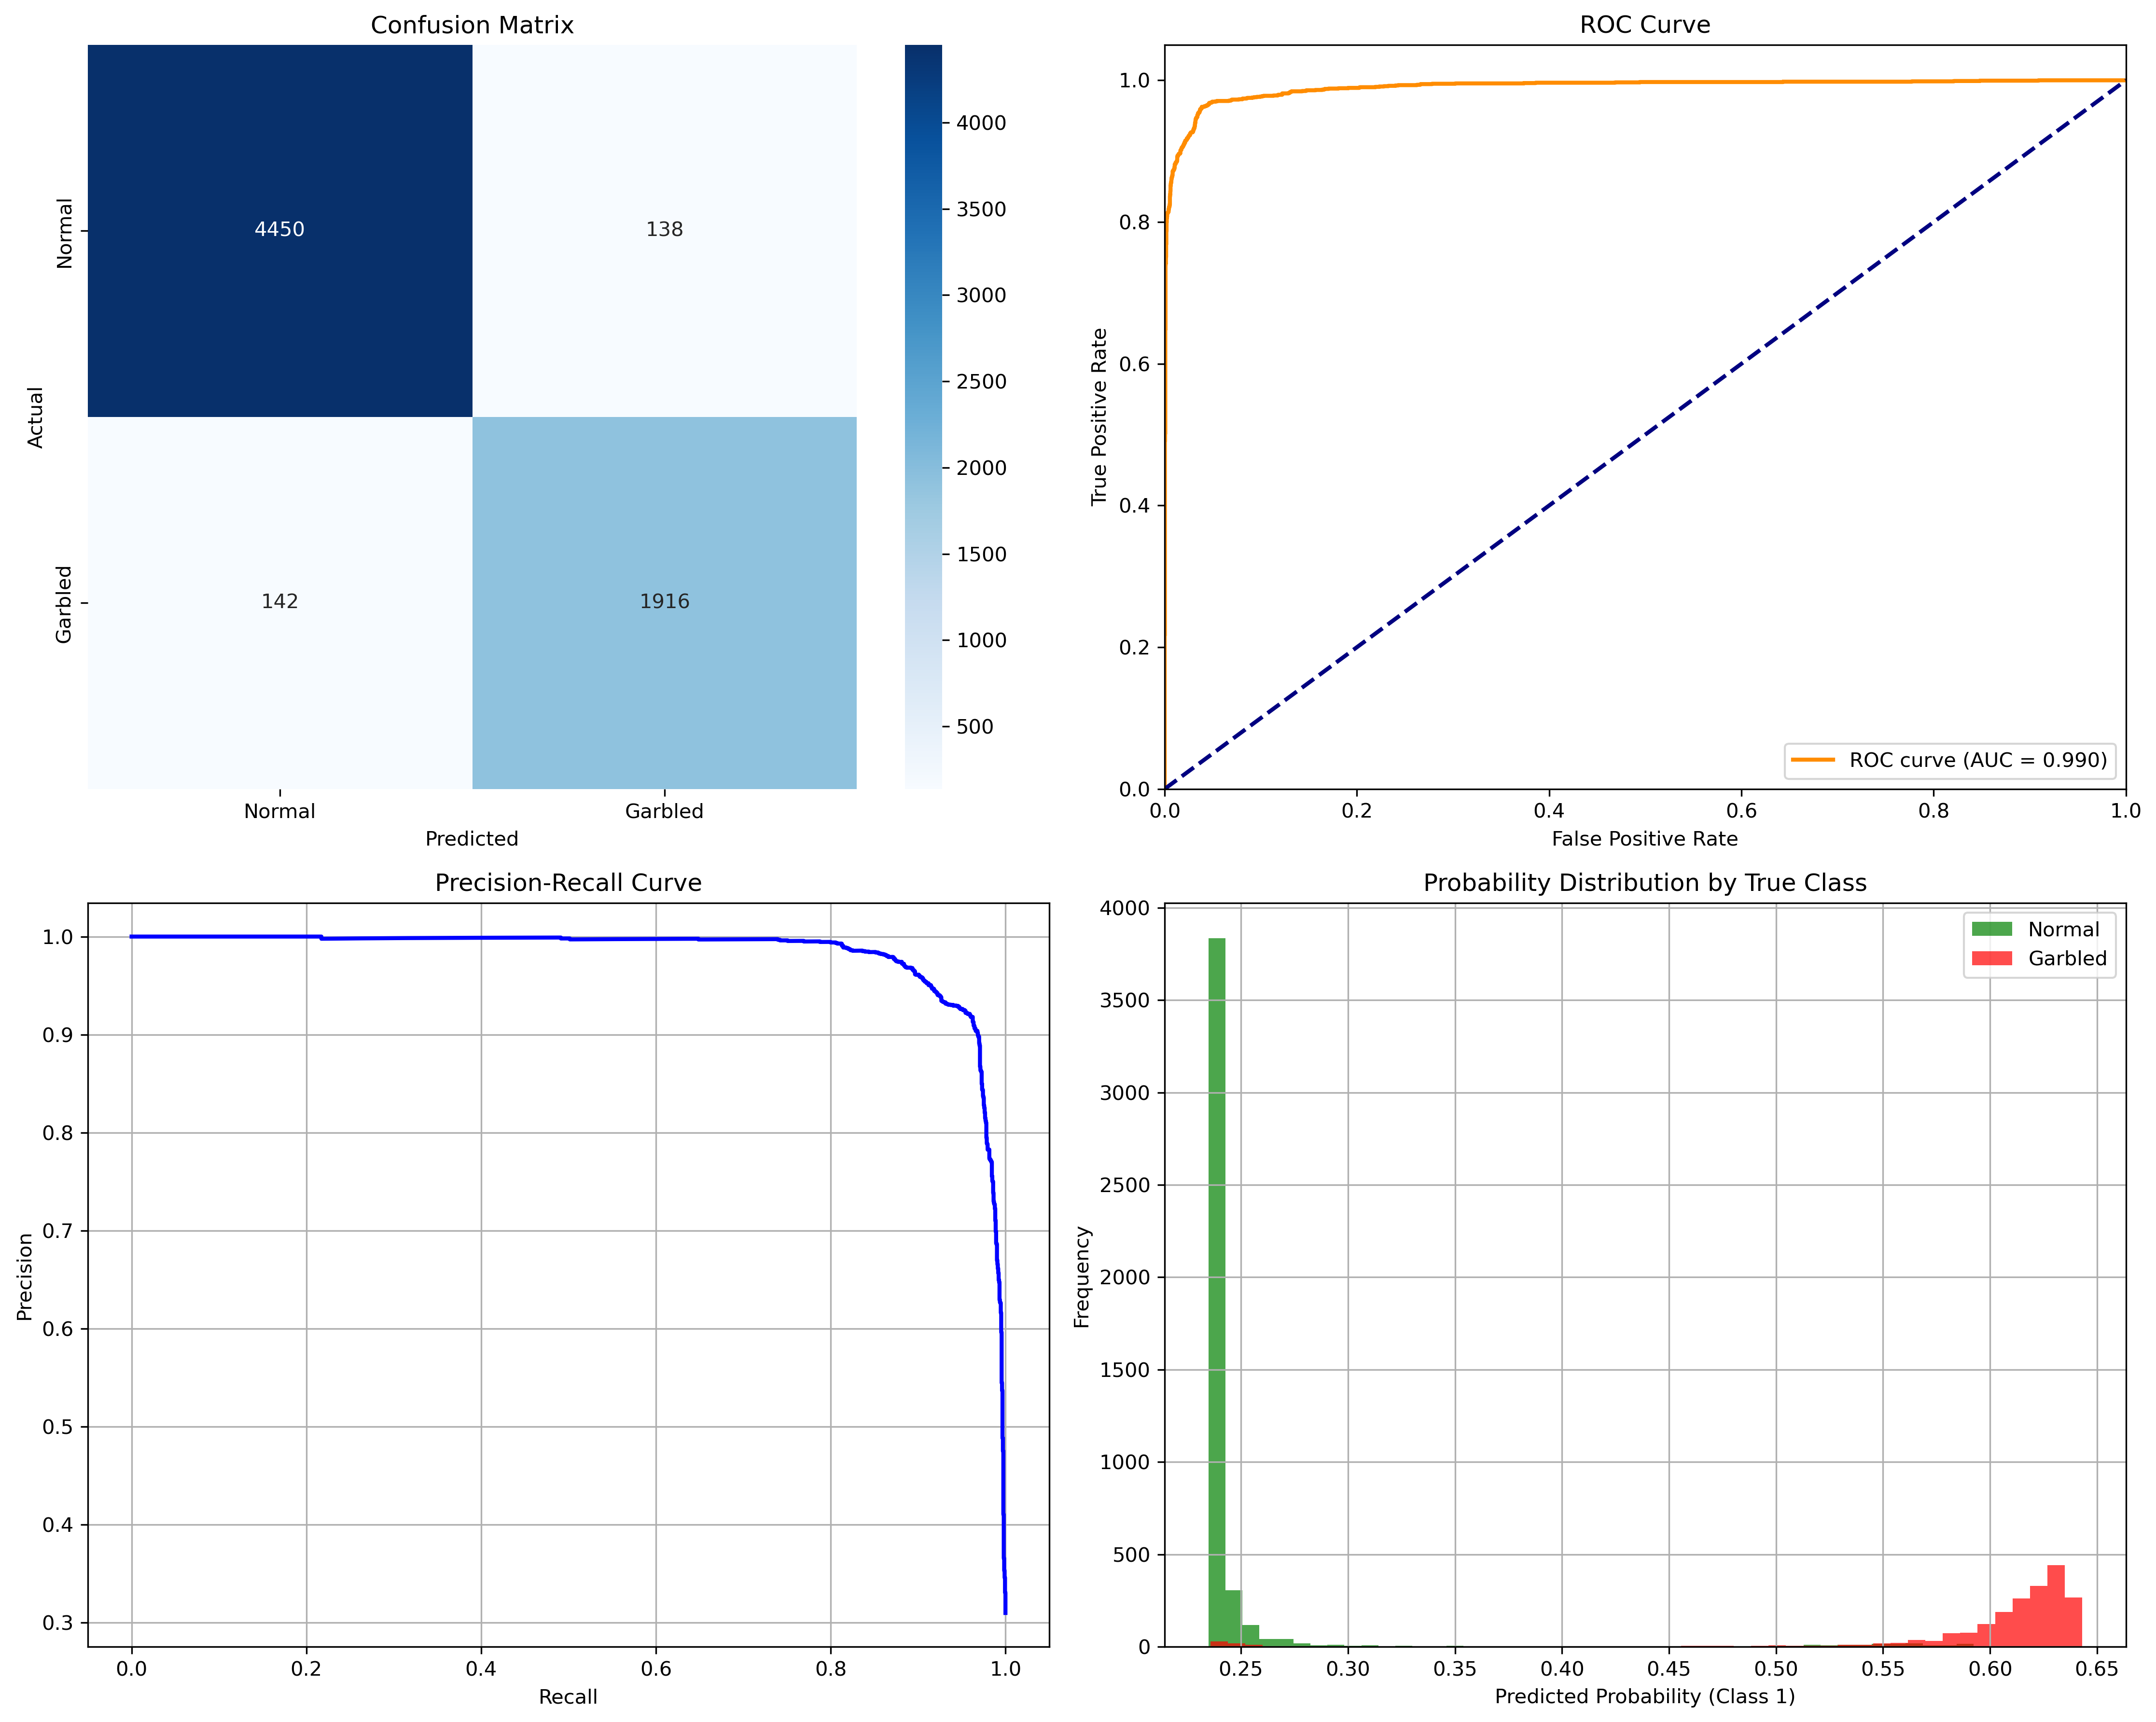 Confusion Matrix
Normal
Garbled
Actual
4450
138
142
1916
Normal
Garbled
Predicted
4000
3500
3000
2500
2000
1500
1000
500
ROC Curve
1.0
0.8
0.6
0.4
0.2
0.0
True Positive Rate
ROC curve (AUC = 0.990)
0.0 0.2 0.4 0.6 0.8 1.0
False Positive Rate
Precision-Recall Curve
1.0
0.9
0.8
0.7
0.6
0.5
0.4
0.3
Precision
0.0 0.2 0.4 0.6 0.8 1.0
Recall
Probability Distribution by True Class
Normal
Garbled
4000
3500
3000
2500
2000
1500
1000
500
0
Frequency
0.25 0.30 0.35 0.40 0.45 0.50 0.55 0.60 0.65
Predicted Probability (Class 1)